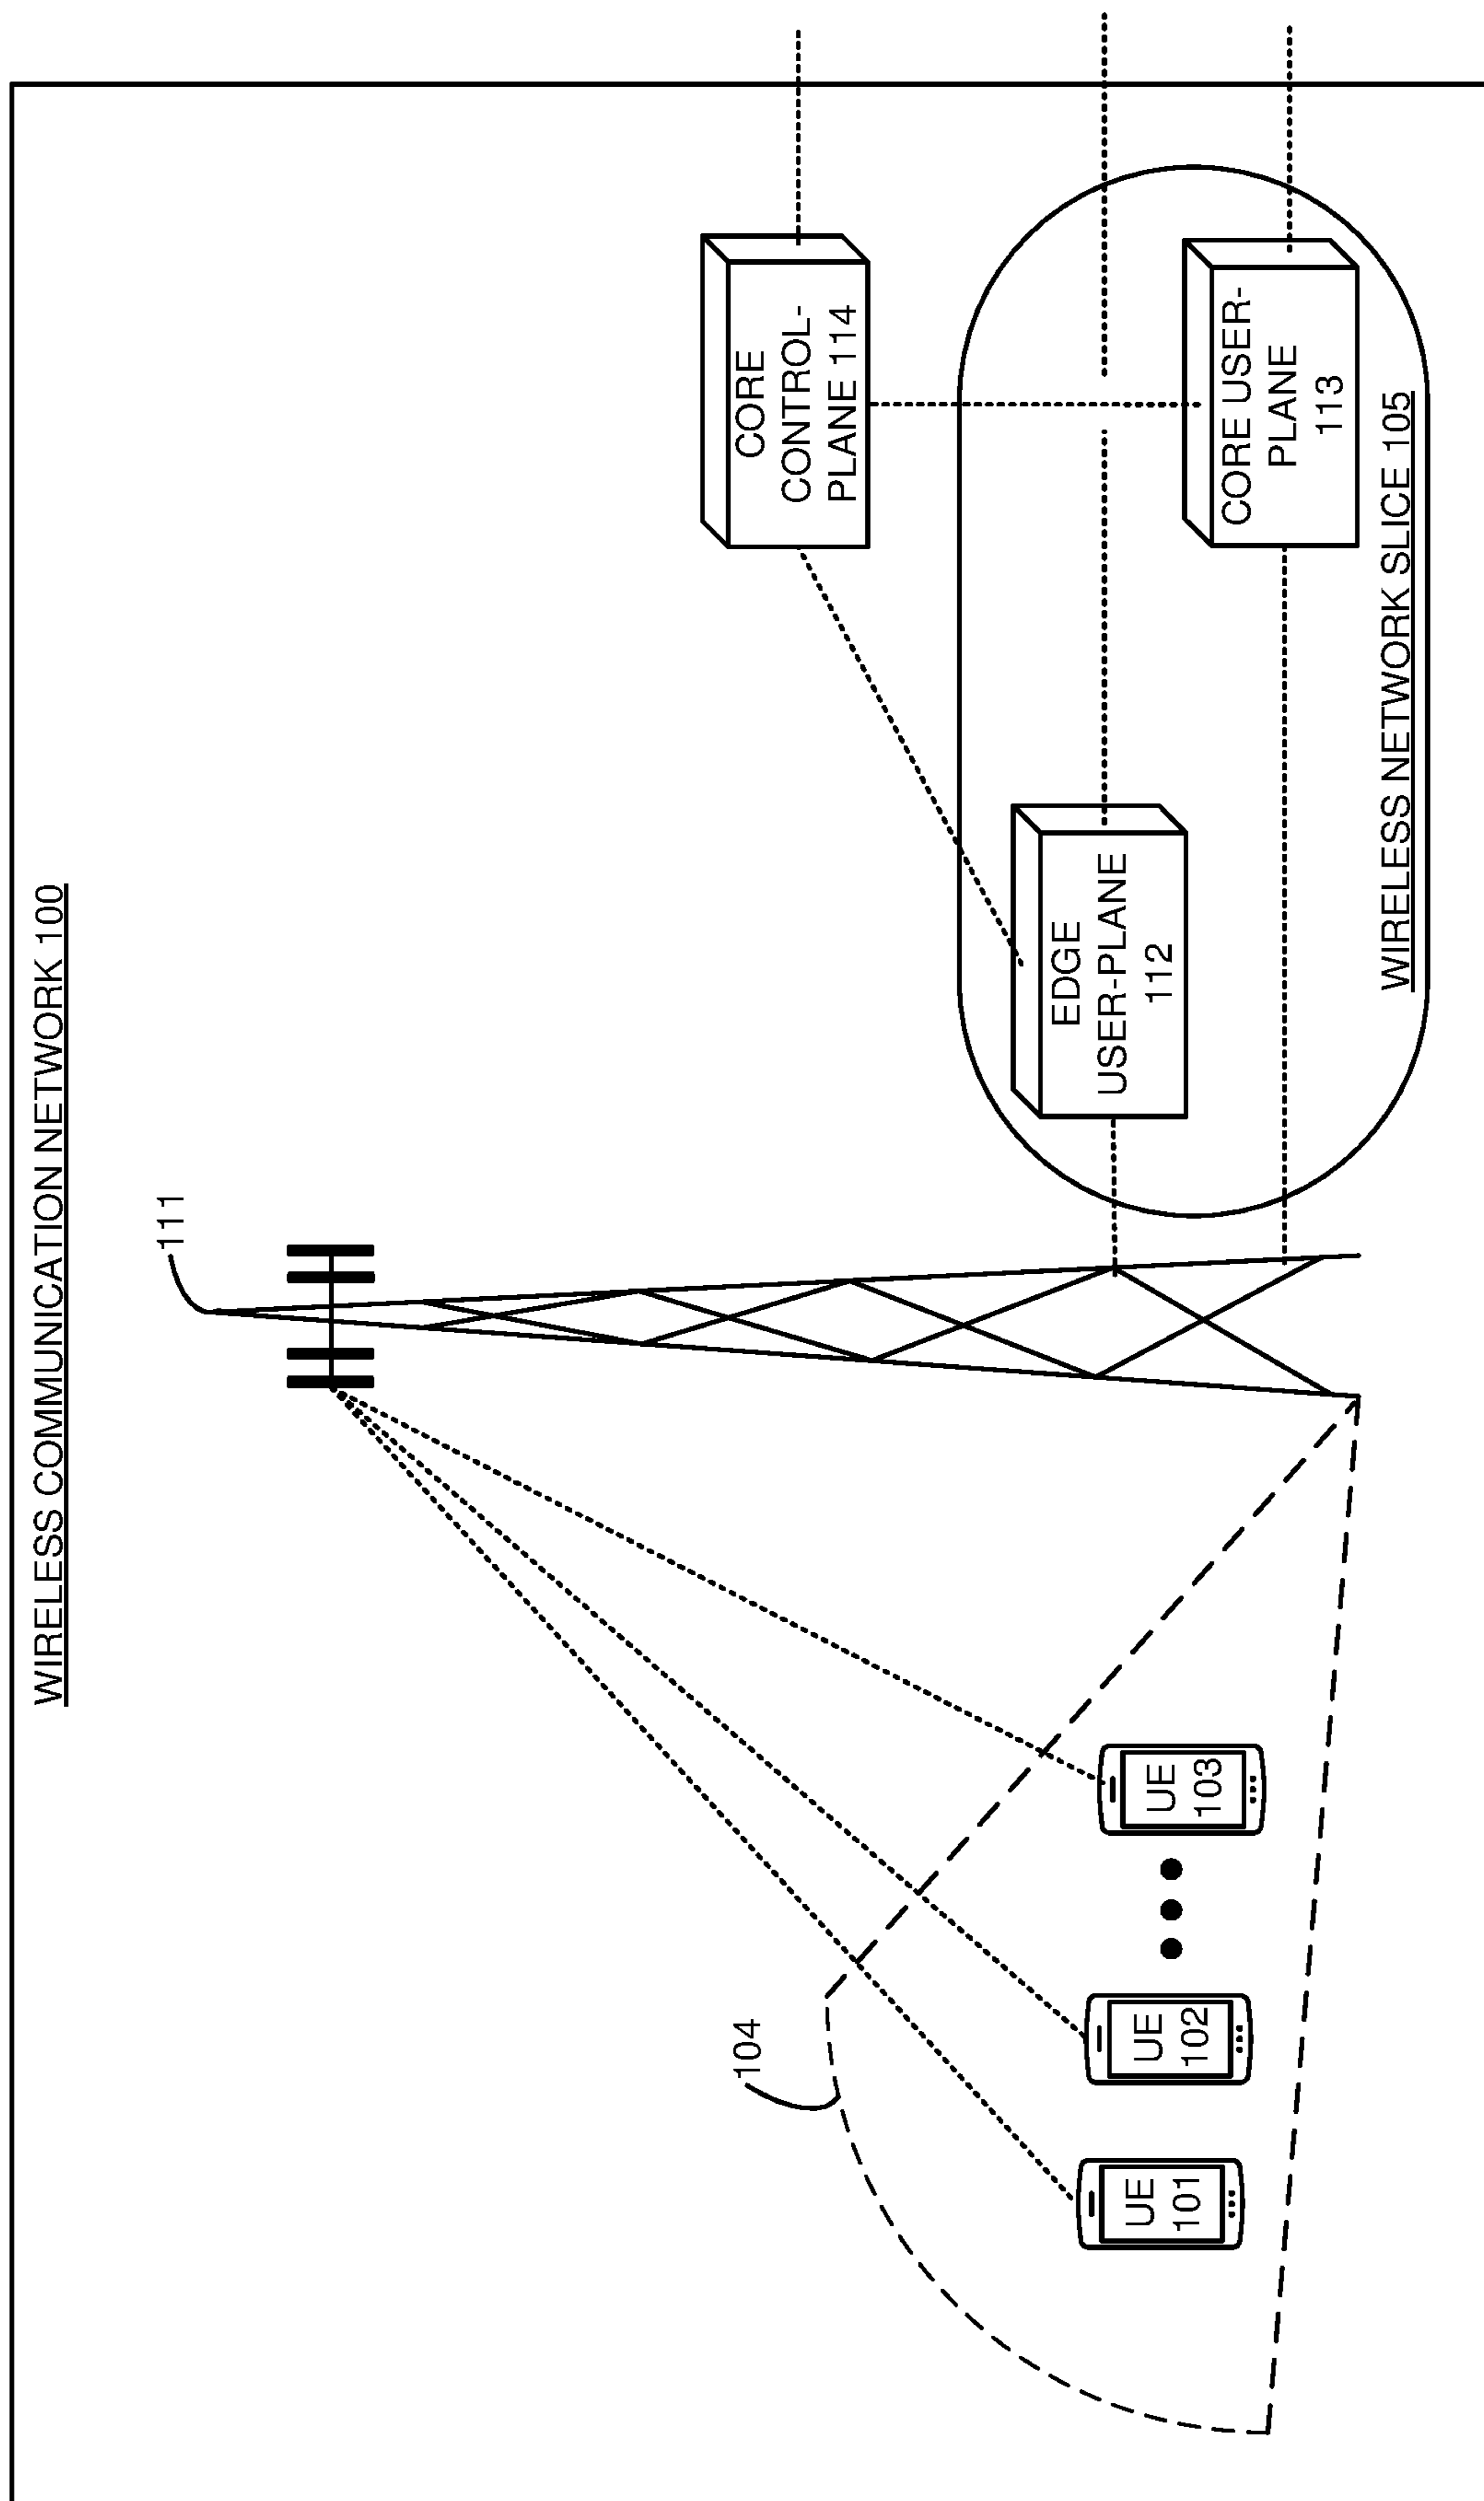 WIRELESS COMMUNICATION NETWORK 100
111
CORE
CONTROL-
PLANE 114
104
EDGE
USER-PLANE
112
CORE USER-
PLANE
113
UE
101
UE
102
UE
103
WIRELESS NETWORK SLICE 105